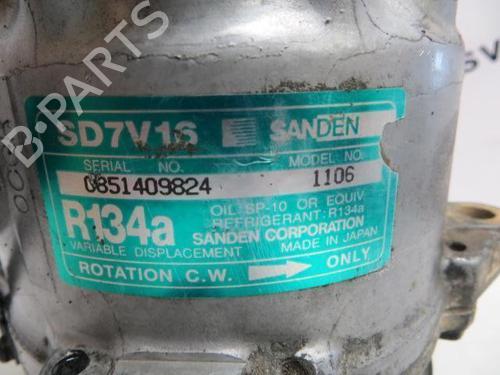 B-PARTS
SD7V16 SANDEN
SERIAL NO. MODEL NO.
0851409824 1106
R134a OIL SP-10 OR EQUIV
REFRIGERANT:R134a
SANDEN CORPORATION
VARIABLE DISPLACEMENT MADE IN JAPAN
ROTATION C.W. ONLY